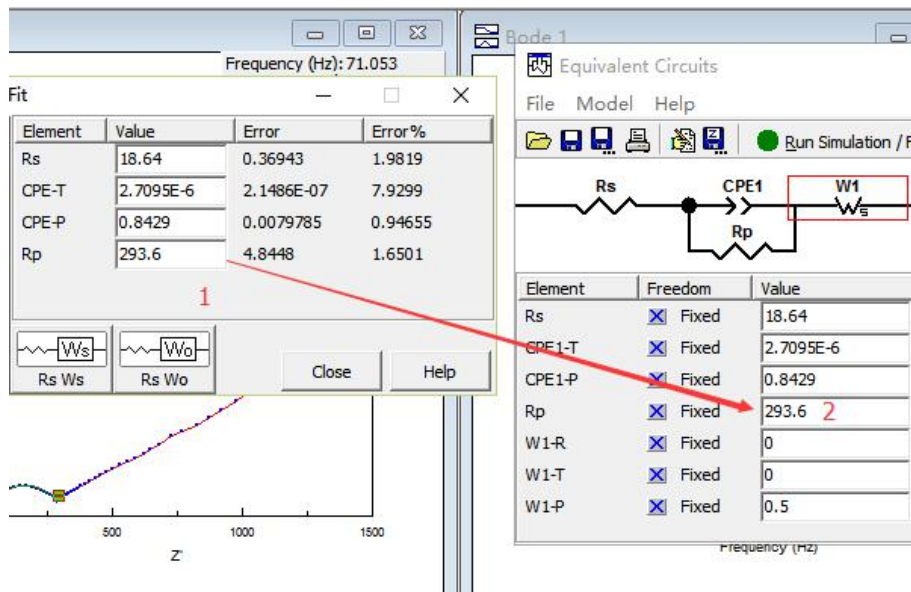 Bode 1
Frequency (Hz): 71.053
Fit
Element Value Error Error%
Rs 18.64 0.36943 1.9819
CPE-T 2.7095E-6 2.1486E-07 7.9299
CPE-P 0.8429 0.0079785 0.94655
Rp 293.6 4.8448 1.6501
1
Ws Wo
Rs Ws Rs Wo
Close Help
500 1000 1500
Z'
Equivalent Circuits
File Model Help
Run Simulation / F
Rs CPE1 W1
Ws
Rp
Element Freedom Value
Rs Fixed 18.64
CPE1-T Fixed 2.7095E-6
CPE1-P Fixed 0.8429
Rp Fixed 293.6 2
W1-R Fixed 0
W1-T Fixed 0
W1-P Fixed 0.5
Frequency (Hz)